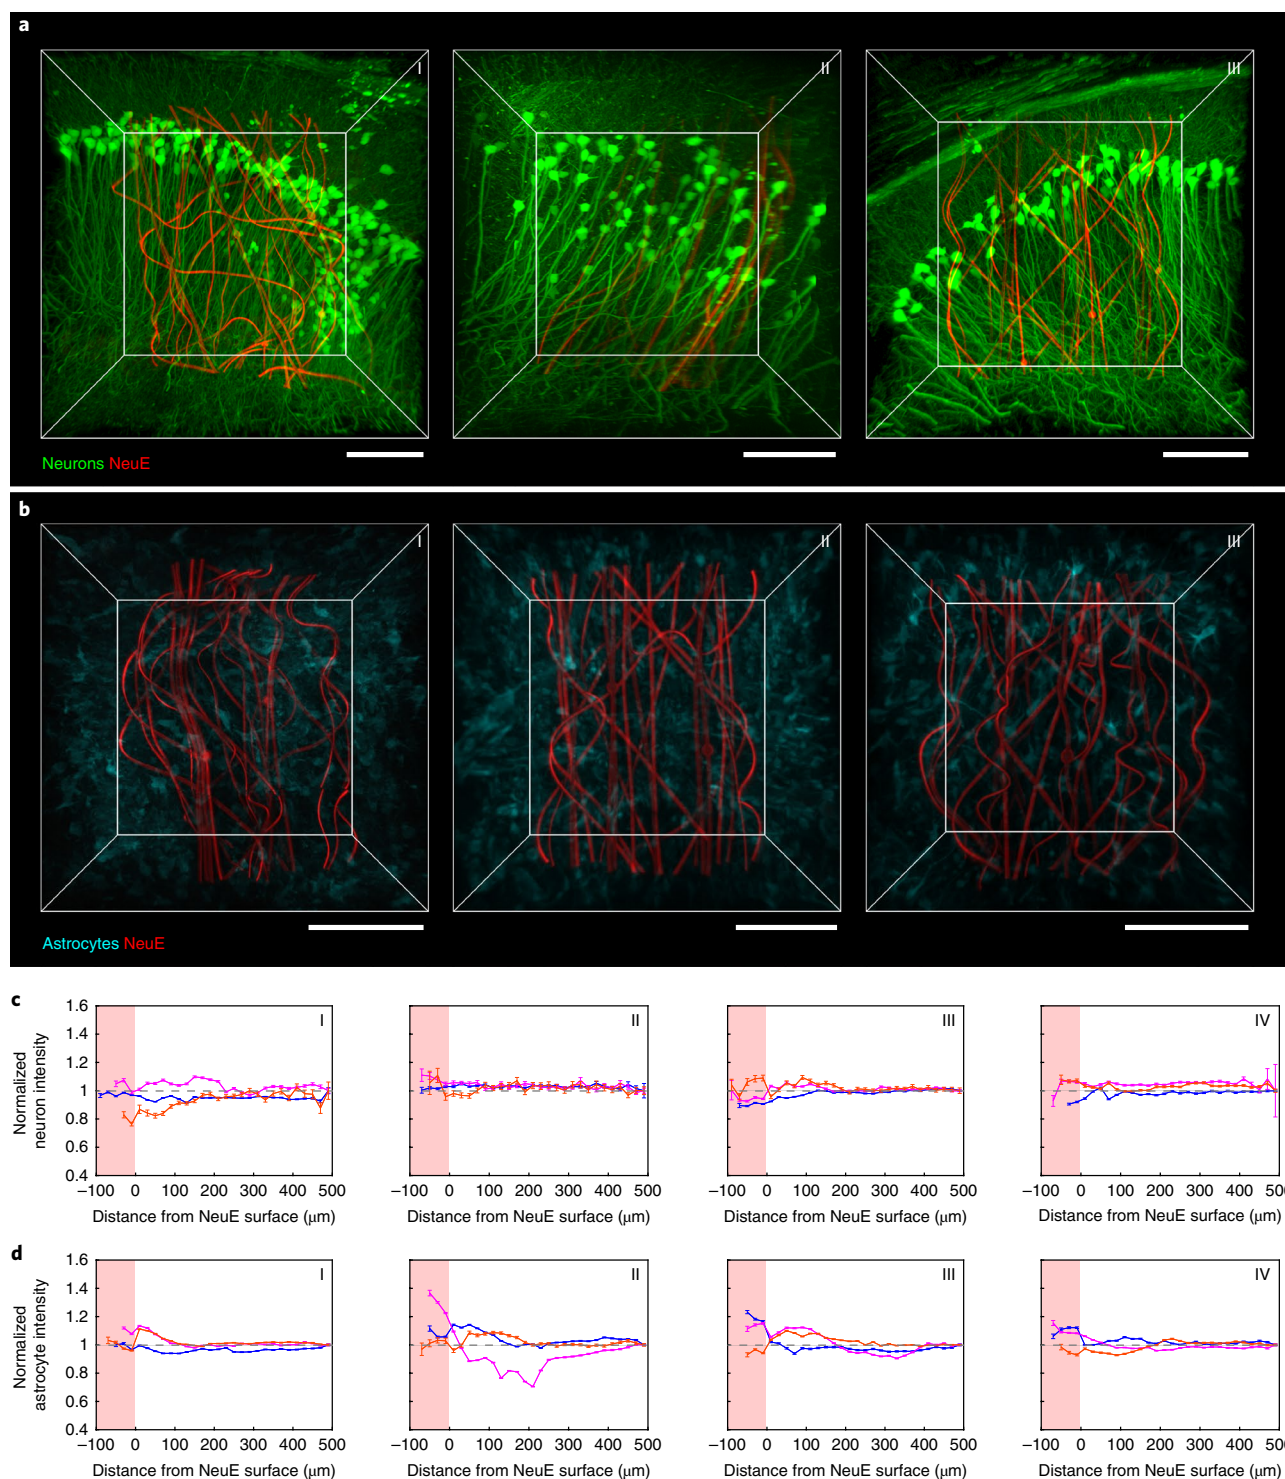 a
I
II
III
Neurons NeuE
b
I
II
III
Astrocytes NeuE
c
Normalized
neuron intensity
1.6
1.4
1.2
1
0.8
0.6
0.4
I
II
III
IV
−100 0 100 200 300 400 500
−100 0 100 200 300 400 500
−100 0 100 200 300 400 500
−100 0 100 200 300 400
Distance from NeuE surface (μm)
Distance from NeuE surface (μm)
Distance from NeuE surface (μm)
Distance from NeuE surface (μm)
d
Normalized
astrocyte intensity
1.6
1.4
1.2
1
0.8
0.6
0.4
I
II
III
IV
−100 0 100 200 300 400 500
−100 0 100 200 300 400 500
−100 0 100 200 300 400 500
−100 0 100 200 300 400
Distance from NeuE surface (μm)
Distance from NeuE surface (μm)
Distance from NeuE surface (μm)
Distance from NeuE surface (μm)